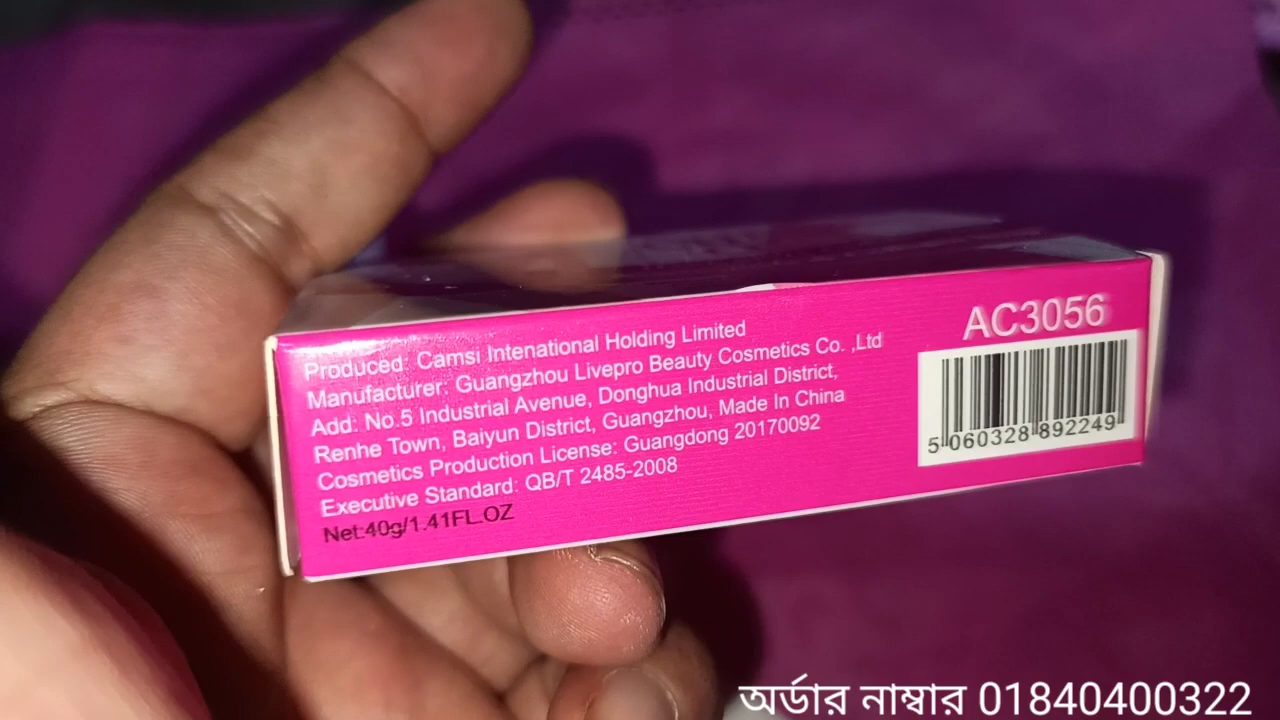 Produced: Camsi Intenational Holding Limited
Manufacturer: Guangzhou Livepro Beauty Cosmetics Co. ,Ltd
Add: No.5 Industrial Avenue, Donghua Industrial District,
Renhe Town, Baiyun District, Guangzhou, Made In China
Cosmetics Production License: Guangdong 20170092
Executive Standard: QB/T 2485-2008
Net:40g/1.41FL.OZ
AC3056
5 060328 892249
অর্ডার নাম্বার 01840400322